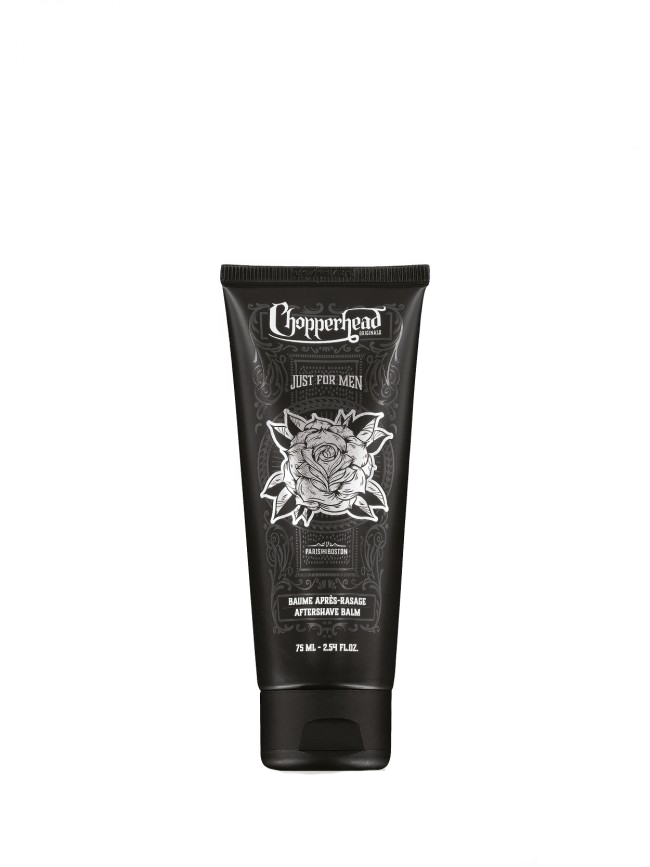 Chopperhead
ORIGINALS
JUST FOR MEN
PARIS BOSTON
BAUME APRÈS-RASAGE
AFTERSHAVE BALM
75 ML - 2.54 FL.OZ.